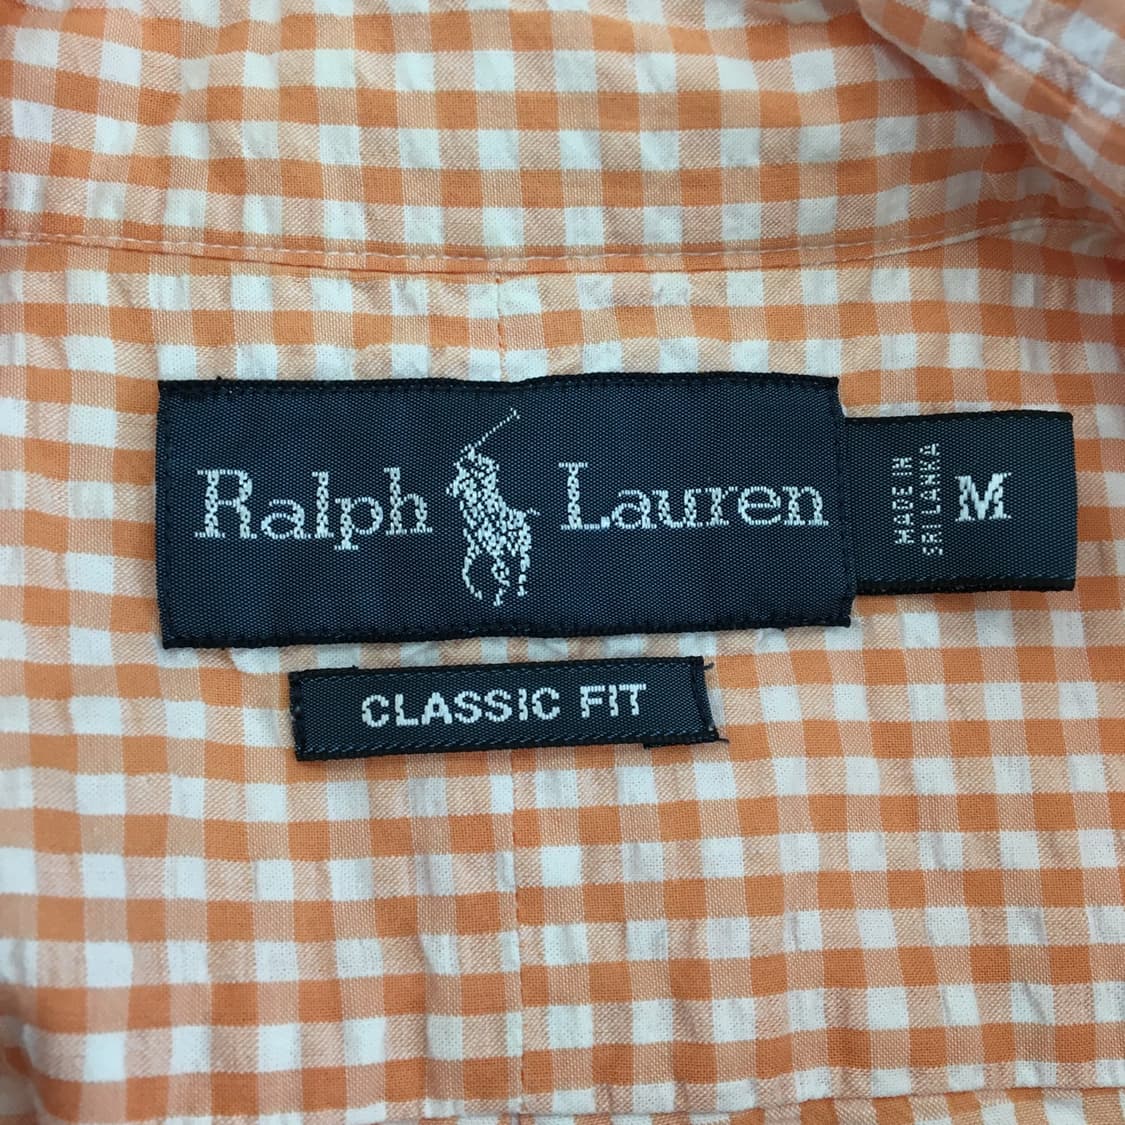 Ralph Lauren
MADE IN
SRI LANKA
M
CLASSIC FIT